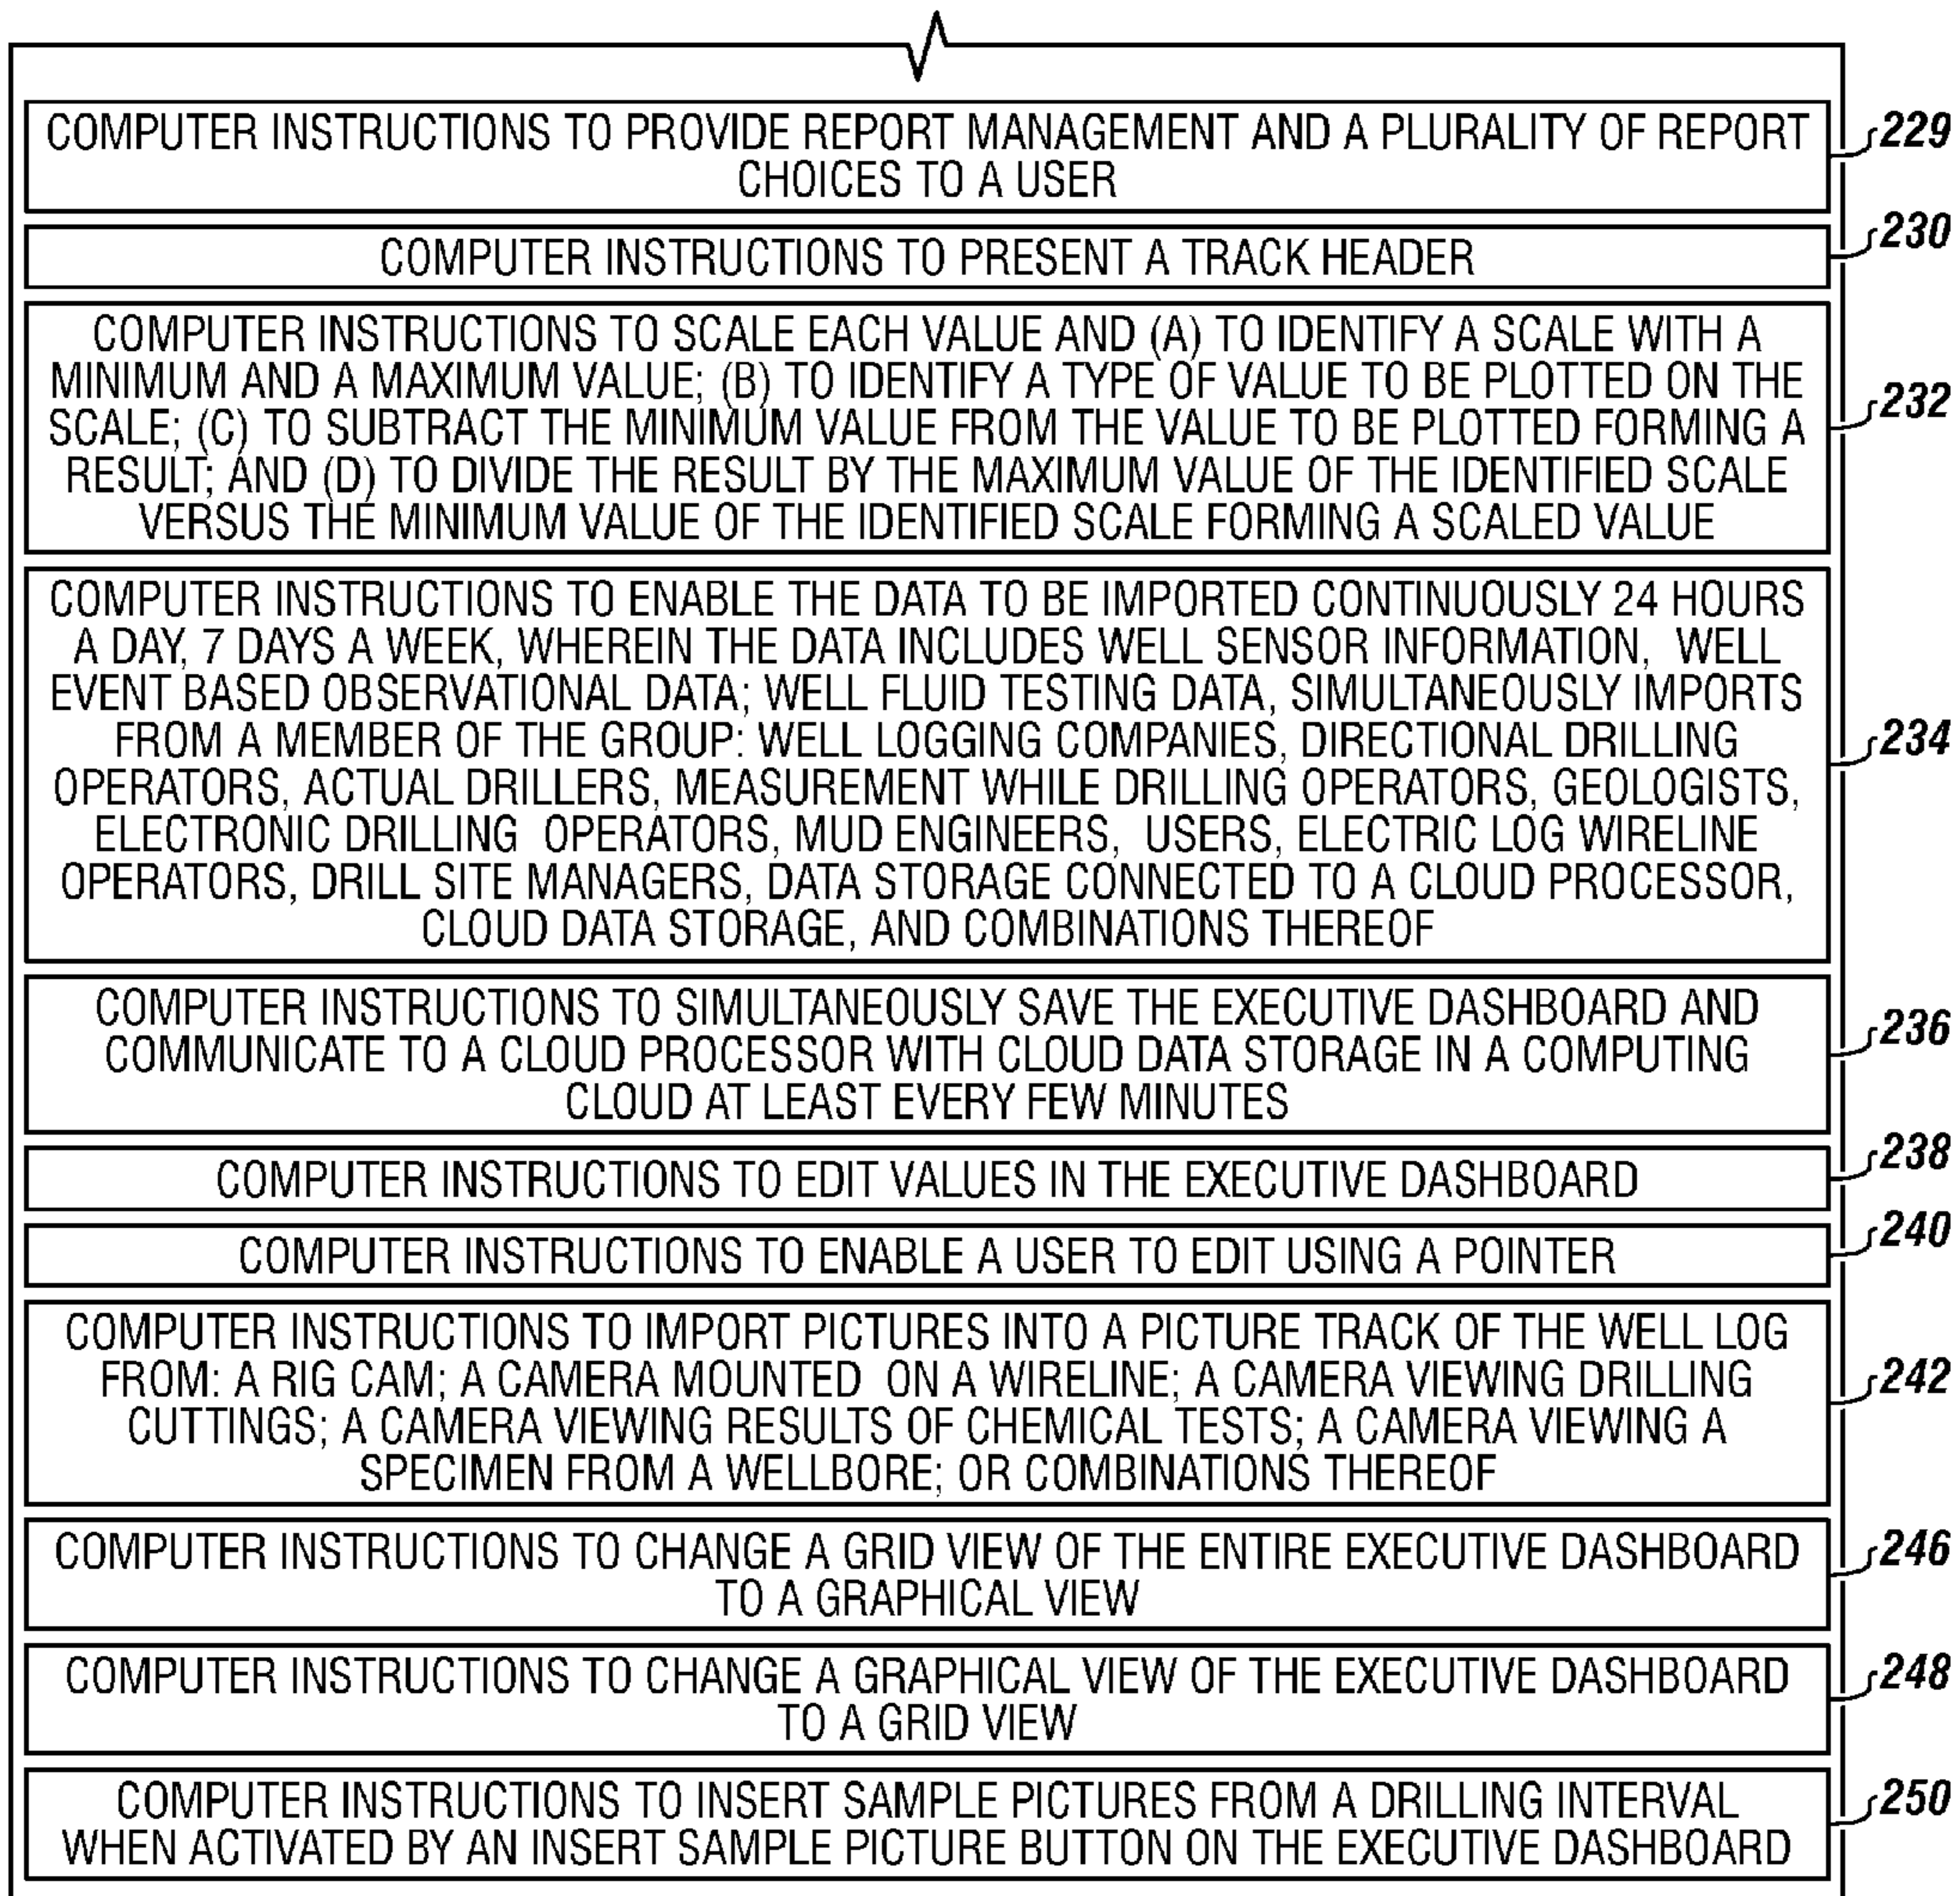 COMPUTER INSTRUCTIONS TO PROVIDE REPORT MANAGEMENT AND A PLURALITY OF REPORT
CHOICES TO A USER
229
COMPUTER INSTRUCTIONS TO PRESENT A TRACK HEADER
230
COMPUTER INSTRUCTIONS TO SCALE EACH VALUE AND (A) TO IDENTIFY A SCALE WITH A
MINIMUM AND A MAXIMUM VALUE; (B) TO IDENTIFY A TYPE OF VALUE TO BE PLOTTED ON THE
SCALE; (C) TO SUBTRACT THE MINIMUM VALUE FROM THE VALUE TO BE PLOTTED FORMING A
RESULT; AND (D) TO DIVIDE THE RESULT BY THE MAXIMUM VALUE OF THE IDENTIFIED SCALE
VERSUS THE MINIMUM VALUE OF THE IDENTIFIED SCALE FORMING A SCALED VALUE
232
COMPUTER INSTRUCTIONS TO ENABLE THE DATA TO BE IMPORTED CONTINUOUSLY 24 HOURS
A DAY, 7 DAYS A WEEK, WHEREIN THE DATA INCLUDES WELL SENSOR INFORMATION, WELL
EVENT BASED OBSERVATIONAL DATA; WELL FLUID TESTING DATA, SIMULTANEOUSLY IMPORTS
FROM A MEMBER OF THE GROUP: WELL LOGGING COMPANIES, DIRECTIONAL DRILLING
OPERATORS, ACTUAL DRILLERS, MEASUREMENT WHILE DRILLING OPERATORS, GEOLOGISTS,
ELECTRONIC DRILLING OPERATORS, MUD ENGINEERS, USERS, ELECTRIC LOG WIRELINE
OPERATORS, DRILL SITE MANAGERS, DATA STORAGE CONNECTED TO A CLOUD PROCESSOR,
CLOUD DATA STORAGE, AND COMBINATIONS THEREOF
234
COMPUTER INSTRUCTIONS TO SIMULTANEOUSLY SAVE THE EXECUTIVE DASHBOARD AND
COMMUNICATE TO A CLOUD PROCESSOR WITH CLOUD DATA STORAGE IN A COMPUTING
CLOUD AT LEAST EVERY FEW MINUTES
236
COMPUTER INSTRUCTIONS TO EDIT VALUES IN THE EXECUTIVE DASHBOARD
238
COMPUTER INSTRUCTIONS TO ENABLE A USER TO EDIT USING A POINTER
240
COMPUTER INSTRUCTIONS TO IMPORT PICTURES INTO A PICTURE TRACK OF THE WELL LOG
FROM: A RIG CAM; A CAMERA MOUNTED ON A WIRELINE; A CAMERA VIEWING DRILLING
CUTTINGS; A CAMERA VIEWING RESULTS OF CHEMICAL TESTS; A CAMERA VIEWING A
SPECIMEN FROM A WELLBORE; OR COMBINATIONS THEREOF
242
COMPUTER INSTRUCTIONS TO CHANGE A GRID VIEW OF THE ENTIRE EXECUTIVE DASHBOARD
TO A GRAPHICAL VIEW
246
COMPUTER INSTRUCTIONS TO CHANGE A GRAPHICAL VIEW OF THE EXECUTIVE DASHBOARD
TO A GRID VIEW
248
COMPUTER INSTRUCTIONS TO INSERT SAMPLE PICTURES FROM A DRILLING INTERVAL
WHEN ACTIVATED BY AN INSERT SAMPLE PICTURE BUTTON ON THE EXECUTIVE DASHBOARD
250